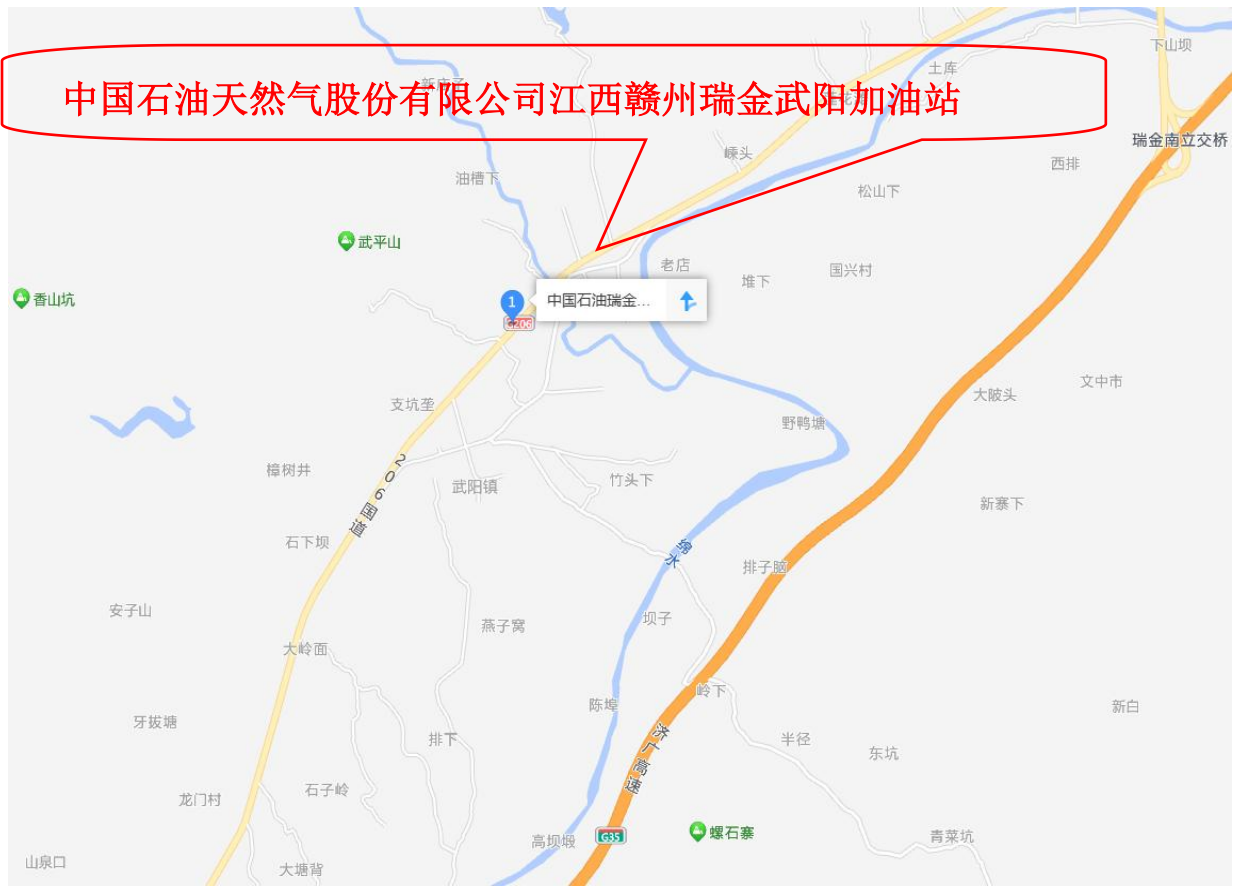 下山坝
土库
新庙子
中国石油天然气股份有限公司江西赣州瑞金武阳加油站
瑞金南立交桥
崠头
西排
油槽下
松山下
武平山
老店
国兴村
堆下
香山坑
1
中国石油瑞金...
G206
文中市
大陂头
支坑垄
野鸭塘
樟树井
竹头下
武阳镇
206国道
新寨下
石下坝
绵水
排子脑
安子山
坝子
燕子窝
大岭面
岭下
陈埠
新白
牙拔塘
济广高速
排下
半径
东坑
石子岭
龙门村
G35
螺石寨
高坝塅
青菜坑
山泉口
大塘背